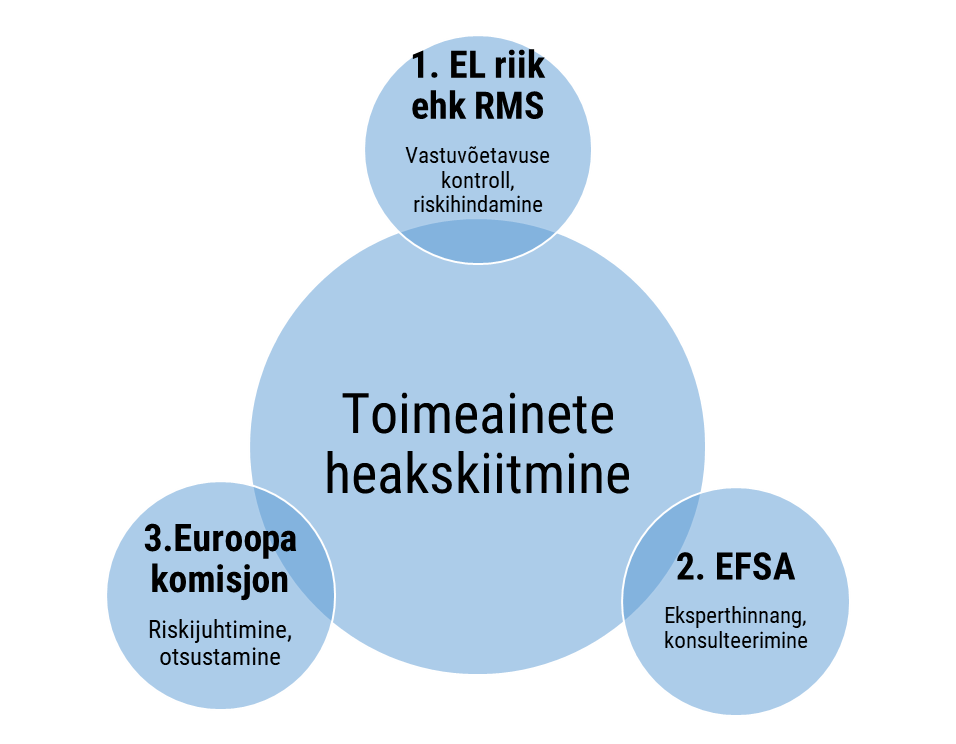 1. EL riik
ehk RMS
Vastuvõetavuse
kontroll,
riskihindamine
Toimeainete
heakskiitmine
2. EFSA
Eksperthinnang,
konsulteerimine
3.Euroopa
komisjon
Riskijuhtimine,
otsustamine